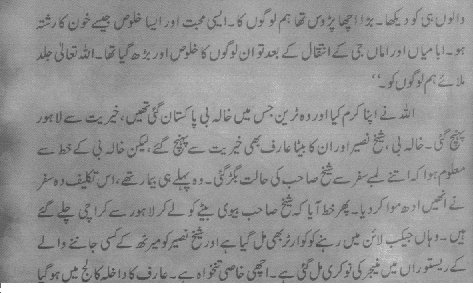 والوں ہی کو دیکھا۔ بڑا اچھا پڑوس تھا ہم لوگوں کا۔ ایسی محبت اور ایسا خلوص جیسے خون کا رشتہ
ہو۔ ابا میاں اور اماں جی کے انتقال کے بعد تو ان لوگوں کا خلوص اور بڑھ گیا تھا۔ اللہ تعالیٰ جلد
ملائے ہم لوگوں کو۔‘‘
اللہ نے اپنا کرم کیا اور وہ ٹرین جس میں خالہ بی پاکستان گئی تھیں، خیریت سے لاہور
پہنچ گئی۔ خالہ بی، شیخ نصیر اور ان کا بیٹا عارف بھی خیریت سے پہنچ گئے، لیکن خالہ بی کے خط سے
معلوم ہوا کہ اتنے لمبے سفر سے شیخ صاحب کی حالت بگڑ گئی۔ وہ پہلے ہی بیمار تھے، اس تکلیف دہ سفر
نے انھیں ادھ موا کر دیا۔ پھر خط آیا کہ شیخ صاحب بیوی بیٹے کو لے کر لاہور سے کراچی چلے گئے
ہیں۔ وہاں جیکب لائن میں رہنے کو کوارٹر بھی مل گیا ہے اور شیخ نصیر کو میرٹھ کے کسی جاننے والے
کے ریستوراں میں منیجر کی نوکری مل گئی ہے۔ اچھی خاصی تنخواہ ہے۔ عارف کا داخلہ کالج میں ہو گیا